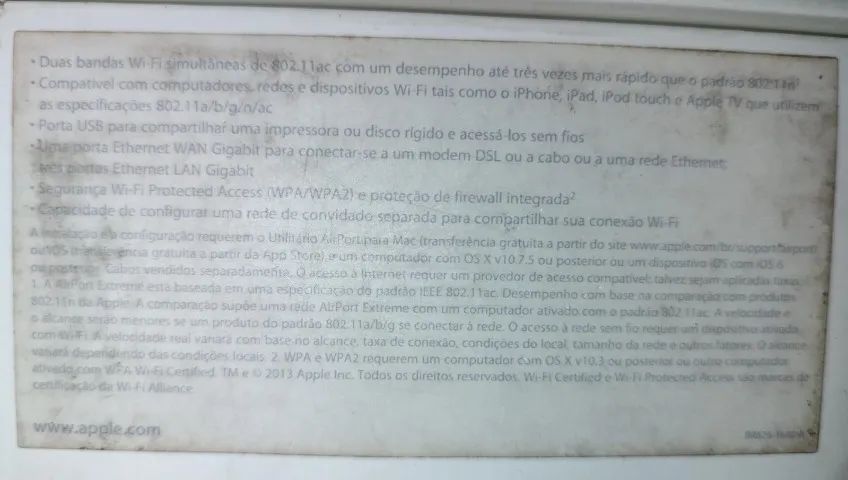 • Duas bandas Wi-Fi simultâneas de 802.11ac com um desempenho até três vezes mais rápido que o padrão 802.11n¹
• Compatível com computadores, redes e dispositivos Wi-Fi tais como o iPhone, iPad, iPod touch e Apple TV que utilizem
as especificações 802.11a/b/g/n/ac
• Porta USB para compartilhar uma impressora ou disco rígido e acessá-los sem fios
• Uma porta Ethernet WAN Gigabit para conectar-se a um modem DSL ou a cabo ou a uma rede Ethernet;
três portas Ethernet LAN Gigabit
• Segurança Wi-Fi Protected Access (WPA/WPA2) e proteção de firewall integrada²
• Capacidade de configurar uma rede de convidado separada para compartilhar sua conexão Wi-Fi
A instalação e a configuração requerem o Utilitário AirPort para Mac (transferência gratuita a partir do site www.apple.com/br/support/airport)
ou iOS (transferência gratuita a partir da App Store) e um computador com OS X v10.7.5 ou posterior ou um dispositivo iOS com iOS 6
ou posterior. Cabos vendidos separadamente. O acesso à Internet requer um provedor de acesso compatível; talvez sejam aplicadas taxas.
1. A AirPort Extreme está baseada em uma especificação do padrão IEEE 802.11ac. Desempenho com base na comparação com produtos
802.11n da Apple. A comparação supõe uma rede AirPort Extreme com um computador ativado com o padrão 802.11ac. A velocidade e
o alcance serão menores se um produto do padrão 802.11a/b/g se conectar à rede. O acesso à rede sem fio requer um dispositivo ativado
com Wi-Fi. A velocidade real variará com base no alcance, taxa de conexão, condições do local, tamanho da rede e outros fatores. O alcance
variará dependendo das condições locais. 2. WPA e WPA2 requerem um computador com OS X v10.3 ou posterior ou outro computador
ativado com WPA Wi-Fi Certified. TM e © 2013 Apple Inc. Todos os direitos reservados. Wi-Fi Certified e Wi-Fi Protected Access são marcas de
certificação da Wi-Fi Alliance.
www.apple.com